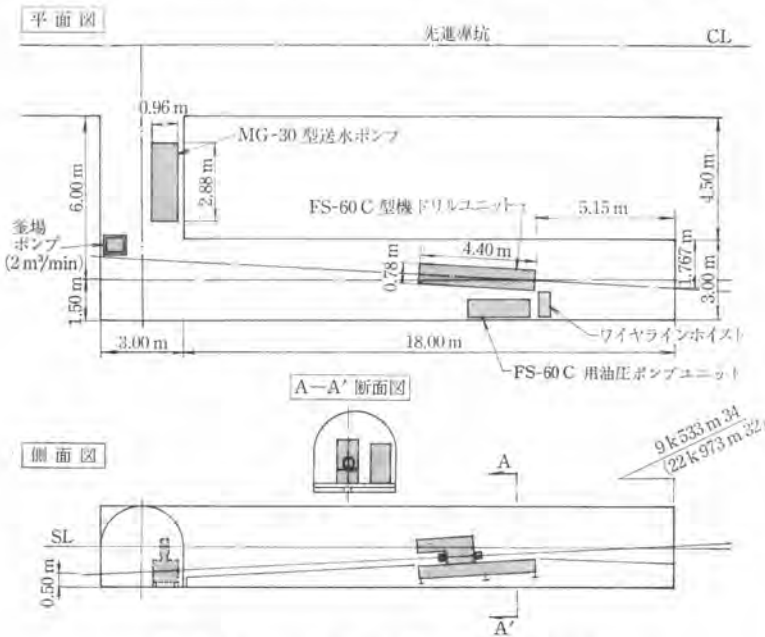 平面図
先進導坑
CL
0.96 m
MG-30 型送水ポンプ
6.00 m
2.88 m
4.50 m
FS-60 C 型機ドリルユニット
5.15 m
釜場
ポンプ
(2 m³/min)
4.40 m
0.78 m
1.767 m
3.00 m
1.50 m
ワイヤラインホイスト
3.00 m
18.00 m
FS-60 C 用油圧ポンプユニット
A—A′ 断面図
側面図
9 k 533 m 34
(22 k 973 m 32)
A
SL
0.50 m
A′